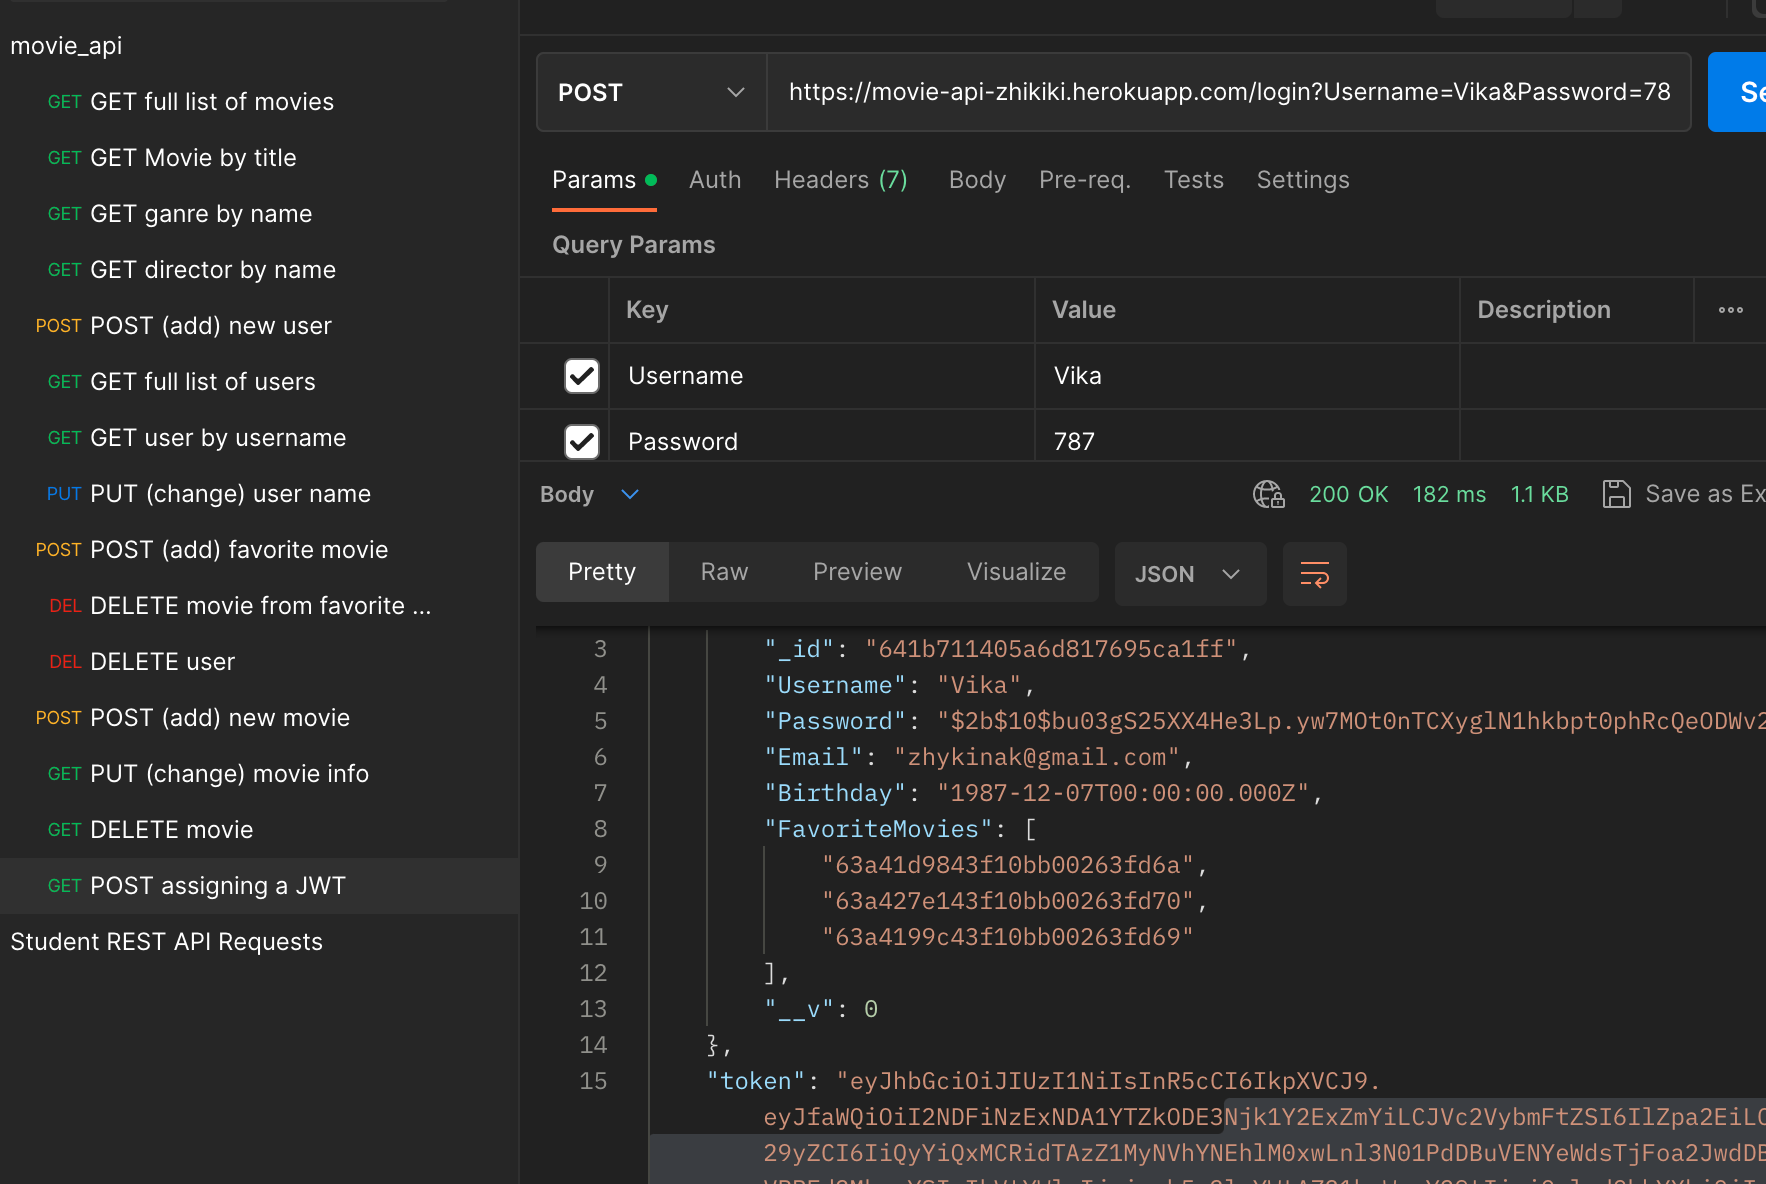 movie_api
GET GET full list of movies
GET GET Movie by title
GET GET ganre by name
GET GET director by name
POST POST (add) new user
GET GET full list of users
GET GET user by username
PUT PUT (change) user name
POST POST (add) favorite movie
DEL DELETE movie from favorite ...
DEL DELETE user
POST POST (add) new movie
GET PUT (change) movie info
GET DELETE movie
GET POST assigning a JWT
Student REST API Requests
POST https://movie-api-zhikiki.herokuapp.com/login?Username=Vika&Password=78
Params Auth Headers (7) Body Pre-req. Tests Settings
Query Params
Key Value Description
Username Vika
Password 787
Body 200 OK 182 ms 1.1 KB Save as Ex
Pretty Raw Preview Visualize JSON
3 "_id": "641b711405a6d817695ca1ff",
4 "Username": "Vika",
5 "Password": "$2b$10$bu03gS25XX4He3Lp.yw7MOt0nTCXyglN1hkbpt0phRcQeODWv2
6 "Email": "zhykinak@gmail.com",
7 "Birthday": "1987-12-07T00:00:00.000Z",
8 "FavoriteMovies": [
9 "63a41d9843f10bb00263fd6a",
10 "63a427e143f10bb00263fd70",
11 "63a4199c43f10bb00263fd69"
12 ],
13 "__v": 0
14 },
15 "token": "eyJhbGciOiJIUzI1NiIsInR5cCI6IkpXVCJ9.
eyJfaWQiOiI2NDFiNzExNDA1YTZkODE3Njk1Y2ExZmYiLCJVc2VybmFtZSI6IlZpa2EiLC
29yZCI6IiQyYiQxMCRidTAzZ1MyNVhYNEhlM0xwLnl3N01PdDBuVENYeWdsTjFoa2JwdDB